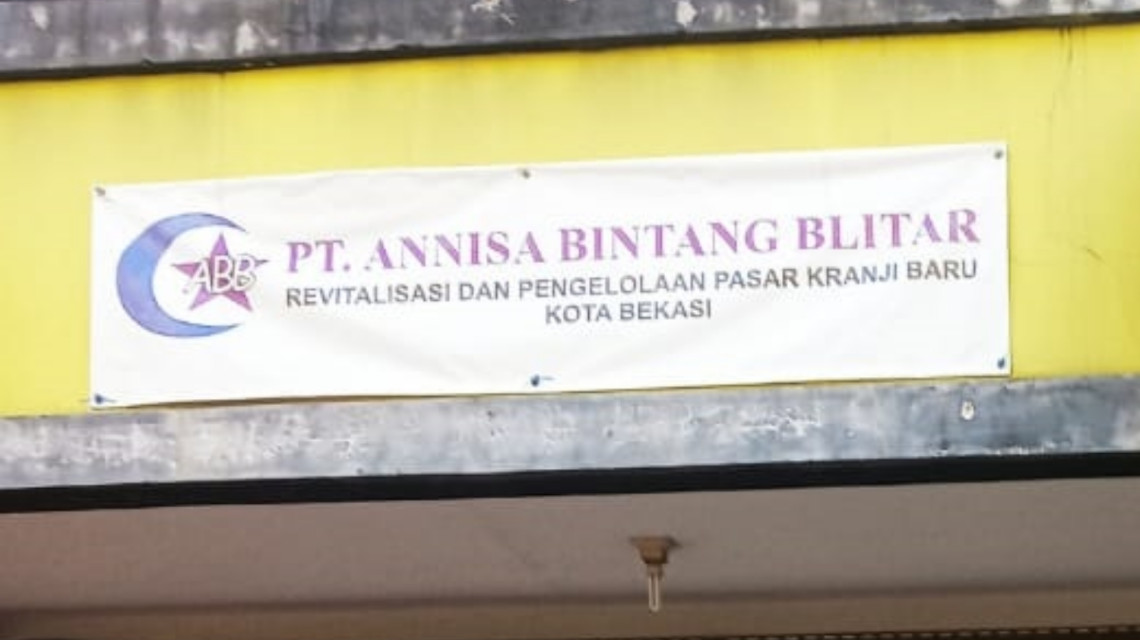 ABB
PT. ANNISA BINTANG BLITAR
REVITALISASI DAN PENGELOLAAN PASAR KRANJI BARU
KOTA BEKASI